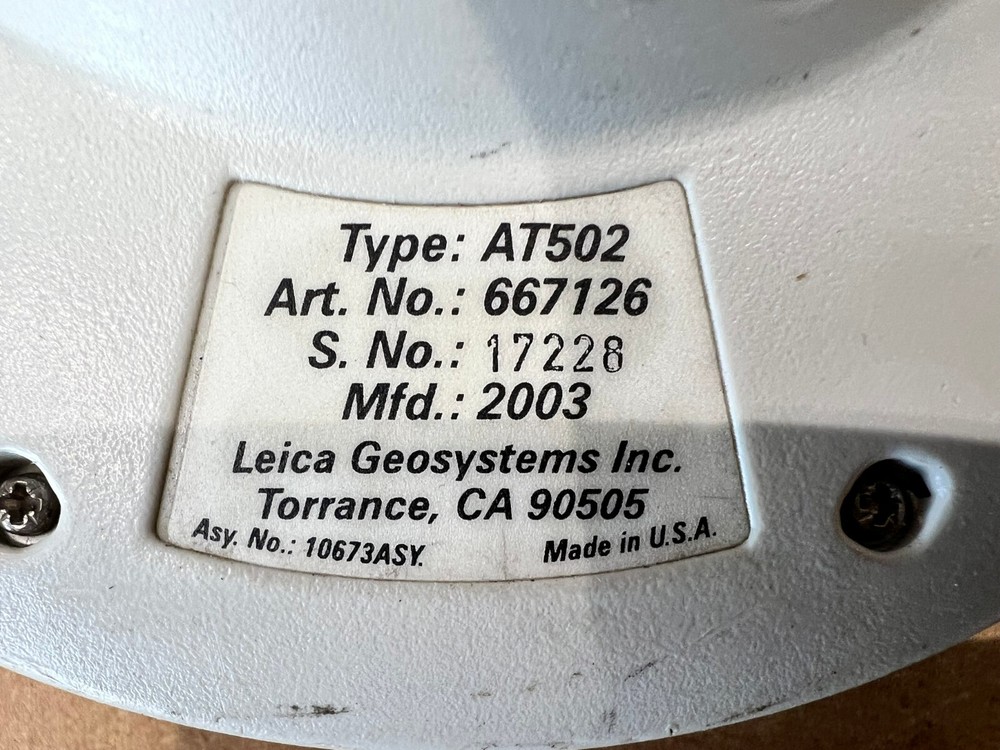 Type: AT502
Art. No.: 667126
S. No.: 17228
Mfd.: 2003
Leica Geosystems Inc.
Torrance, CA 90505
Asy. No.: 10673ASY. Made in U.S.A.